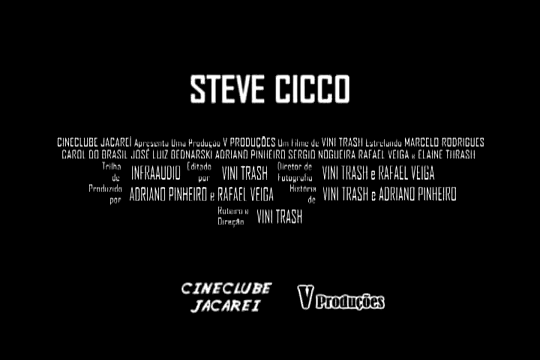 STEVE CICCO
CINECLUBE JACAREÍ Apresenta Uma Produção V PRODUÇÕES Um Filme de VINI TRASH Estrelando MARCELO RODRIGUES
CAROL DO BRASIL JOSÉ LUIZ BEDNARSKI ADRIANO PINHEIRO SERGIO NOGUEIRA RAFAEL VEIGA e ELAINE THRASH
Trilha de INFRAAUDIO Editado por VINI TRASH Diretor de Fotografia VINI TRASH e RAFAEL VEIGA
Produzido por ADRIANO PINHEIRO e RAFAEL VEIGA História de VINI TRASH e ADRIANO PINHEIRO
Roteiro e Direção VINI TRASH
CINECLUBE JACAREI
V Produções